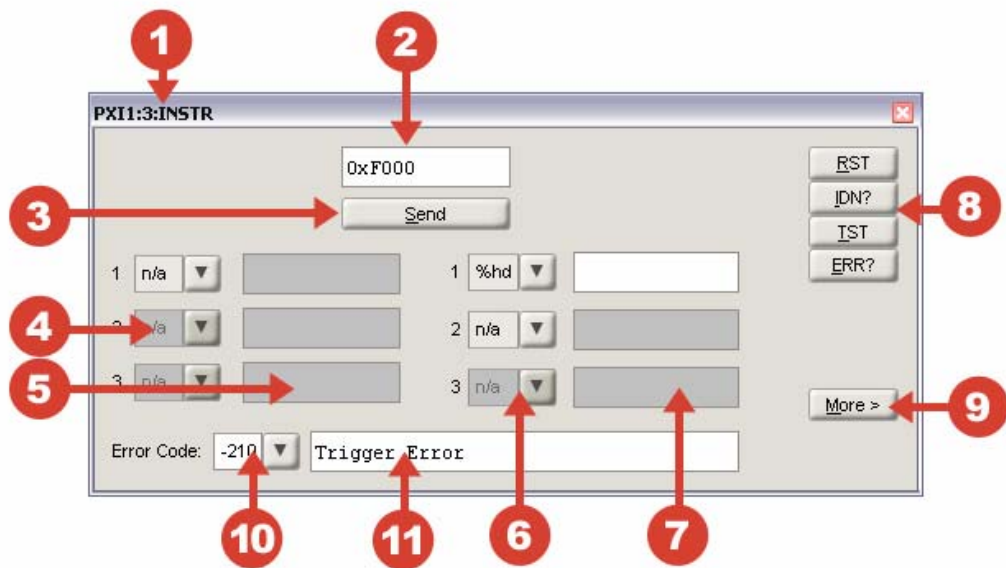 1
2
PXI1:3:INSTR
0xF000
RST
3
Send
IDN?
8
TST
1 n/a
1 %hd
ERR?
4
2 n/a
2 n/a
5
3 n/a
3 n/a
More >
9
Error Code: -210 Trigger Error
10
11
6
7